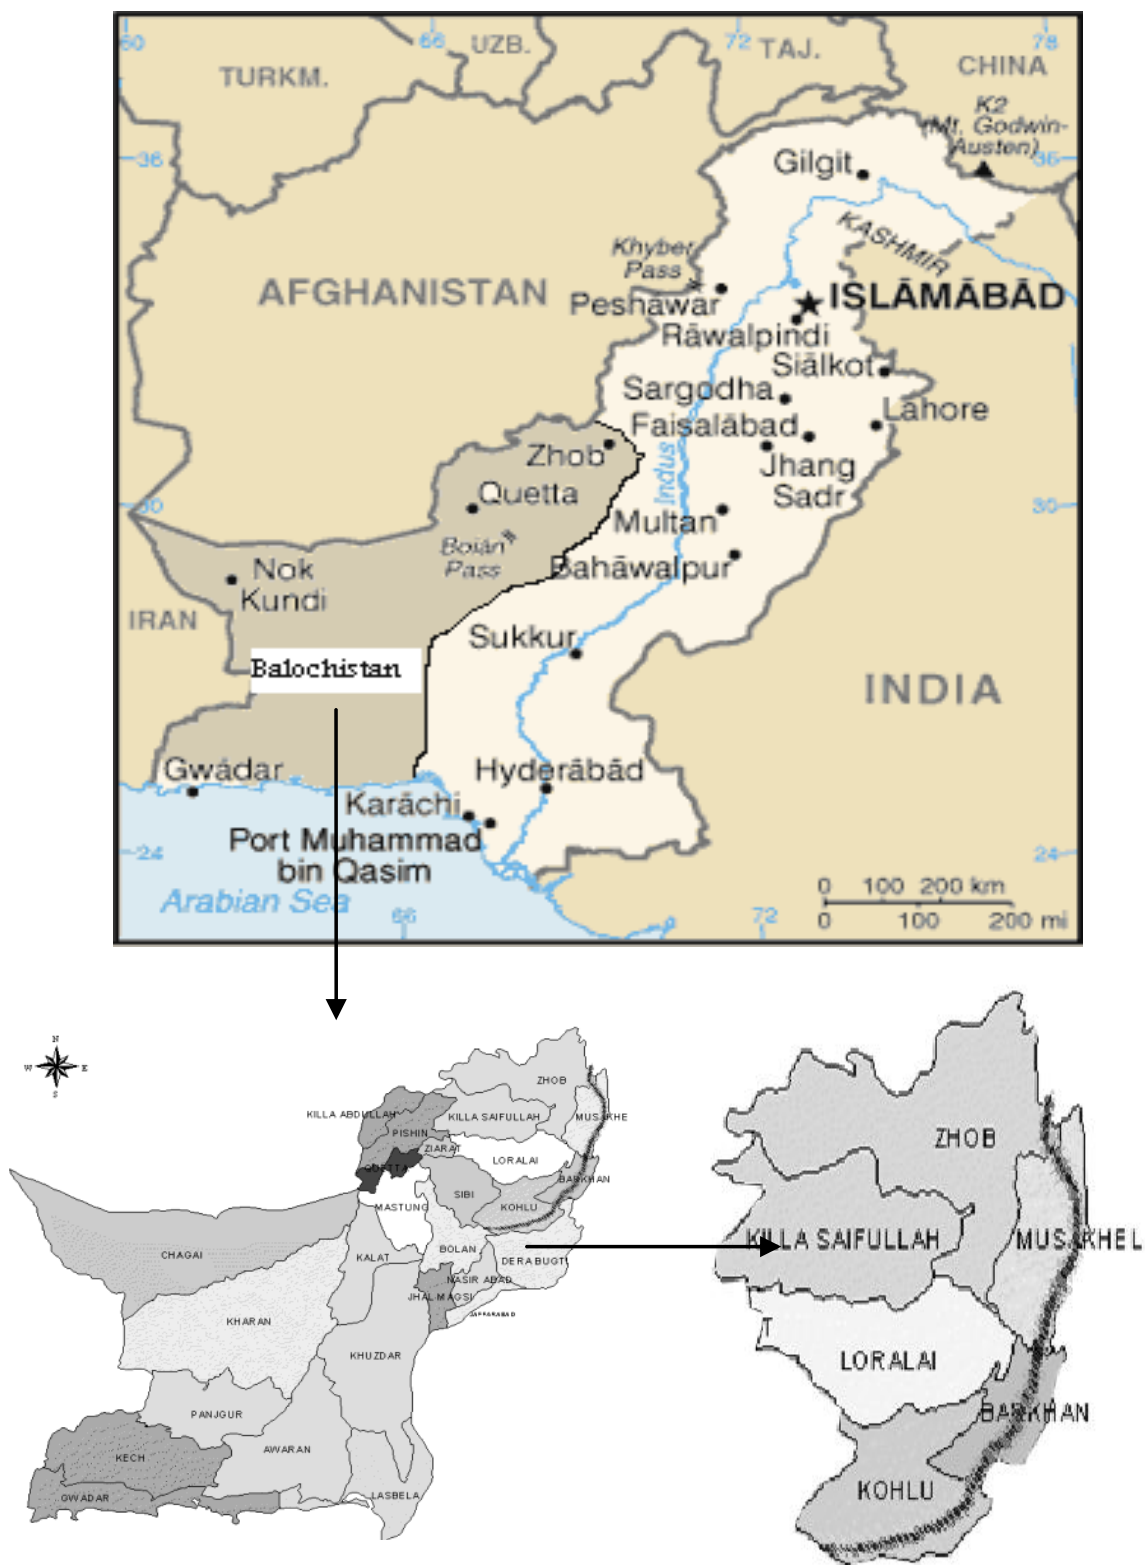 60
66
UZB.
72
TAJ.
78
TURKM.
CHINA
K2
(Mt. Godwin-
Austen)
36
36
Gilgit
KASHMIR
Khyber
Pass
AFGHANISTAN
Peshāwar
ISLĀMĀBĀD
Rāwalpindi
Siālkot
Sargodha
Lahore
Faisalābad
Zhob
Jhang
Sadr
Indus
Quetta
30
30
Multan
Bolān
Pass
Nok
Kundi
Bahāwalpur
IRAN
Sukkur
Balochistan
INDIA
Gwādar
Hyderābād
Karāchi
Port Muhammad
bin Qasim
24
24
Arabian Sea
66
72
0 100 200 km
0 100 200 mi
N
W E
S
ZHOB
KILLA ABDULLAH
KILLA SAIFULLAH
MUSAKHE
PISHIN
ZIARAT
LORALAI
QUETTA
BARKHAN
SIBI
KOHLU
MASTUNG
CHAGAI
KALAT
BOLAN
DERA BUGTI
NASIR ABAD
JHAL MAGSI
JAFFARABAD
KHARAN
KHUZDAR
PANJGUR
AWARAN
KECH
GWADAR
LASBELA
ZHOB
KILLA SAIFULLAH
MUSAKHEL
T
LORALAI
BARKHAN
KOHLU